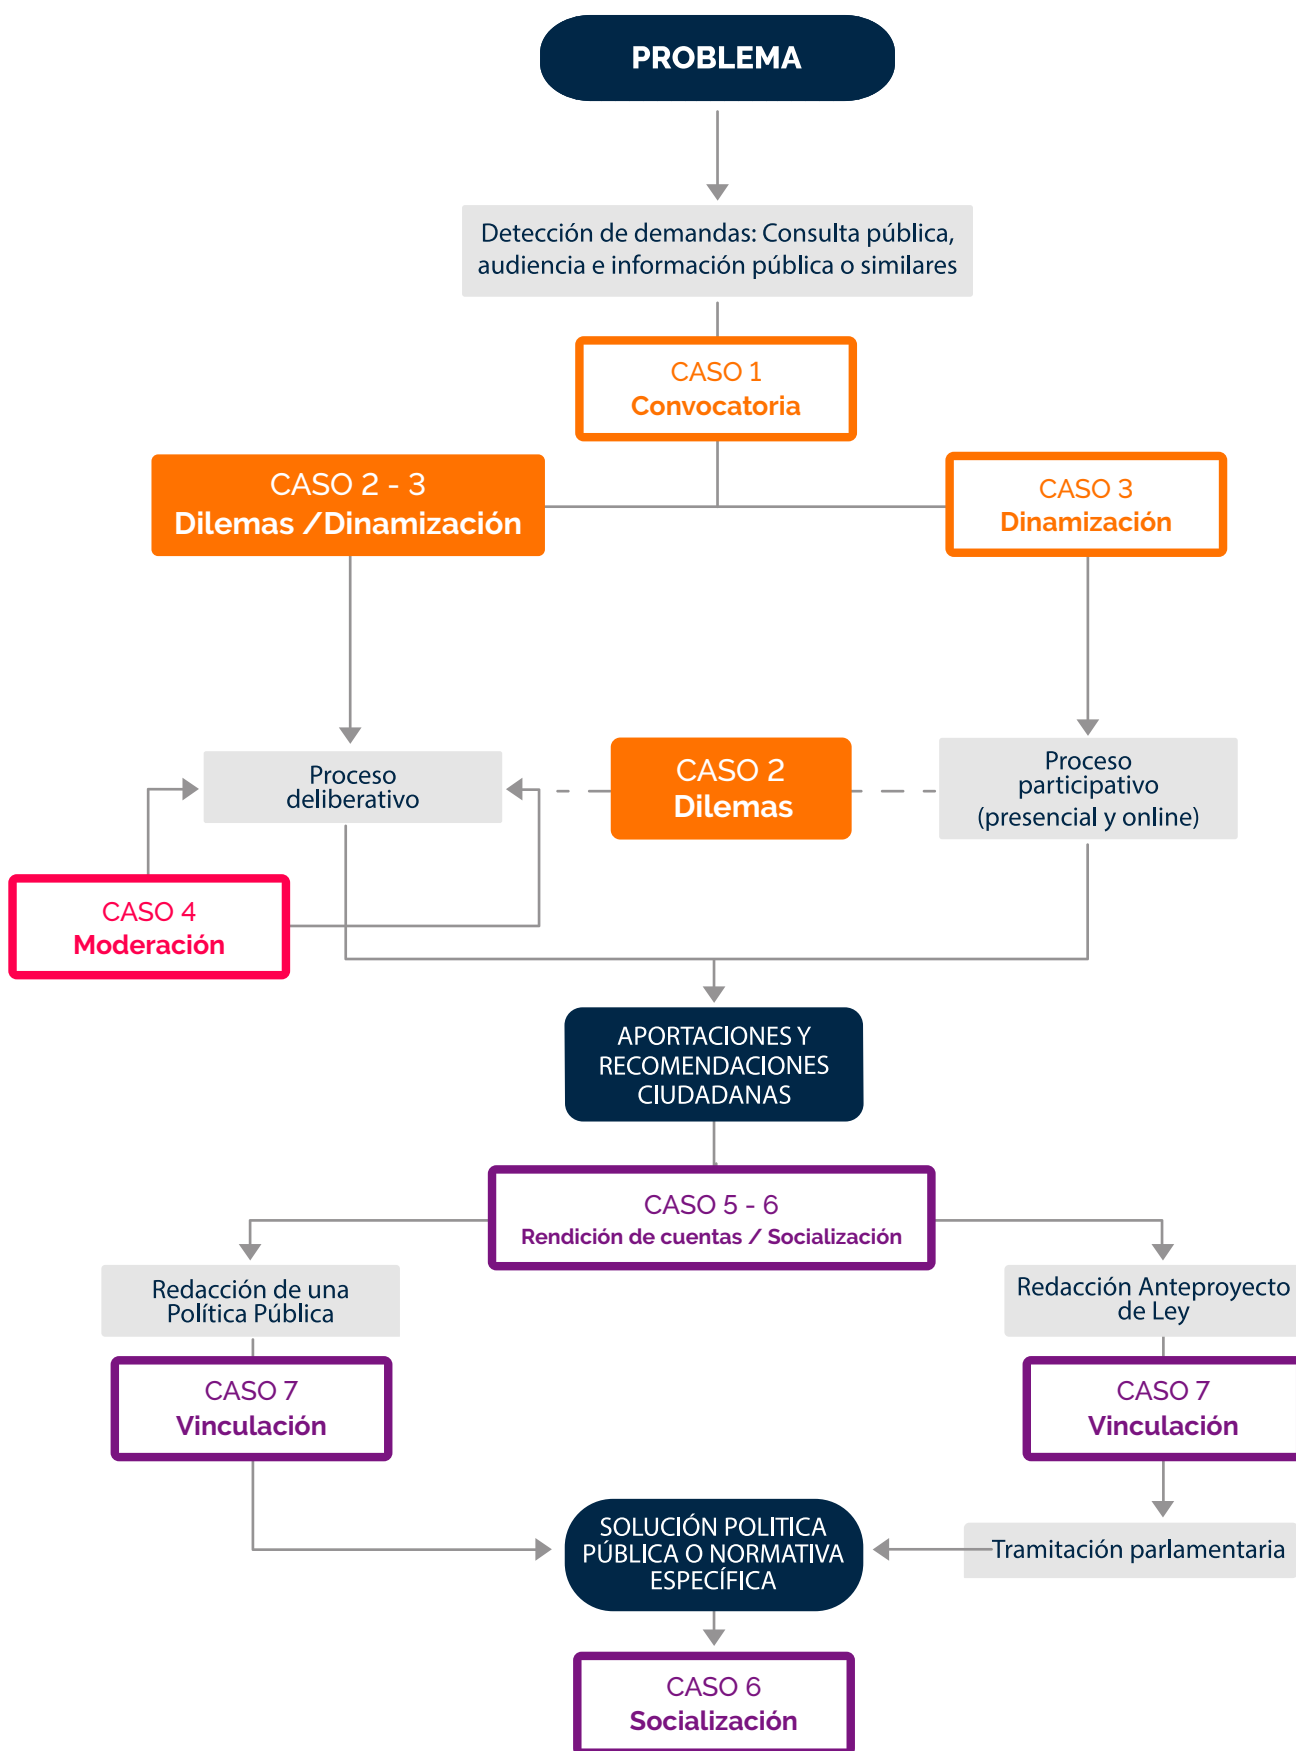 PROBLEMA
Detección de demandas: Consulta pública,
audiencia e información pública o similares
CASO 1
Convocatoria
CASO 2 - 3
Dilemas /Dinamización
CASO 3
Dinamización
Proceso
deliberativo
CASO 2
Dilemas
Proceso
participativo
(presencial y online)
CASO 4
Moderación
APORTACIONES Y
RECOMENDACIONES
CIUDADANAS
CASO 5 - 6
Rendición de cuentas / Socialización
Redacción de una
Política Pública
Redacción Anteproyecto
de Ley
CASO 7
Vinculación
CASO 7
Vinculación
SOLUCIÓN POLITICA
PÚBLICA O NORMATIVA
ESPECÍFICA
Tramitación parlamentaria
CASO 6
Socialización